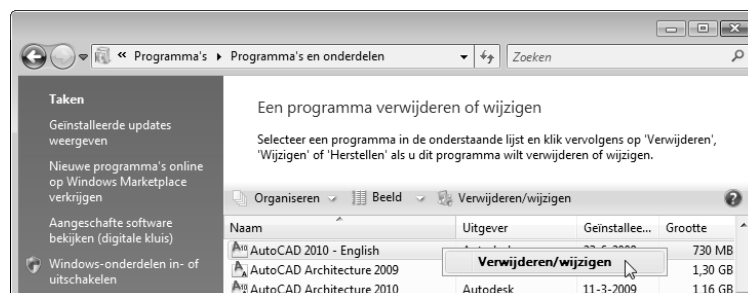 « Programma's ▸ Programma's en onderdelen
Zoeken
Taken
Geïnstalleerde updates
weergeven
Nieuwe programma's online
op Windows Marketplace
verkrijgen
Aangeschafte software
bekijken (digitale kluis)
Windows-onderdelen in- of
uitschakelen
Een programma verwijderen of wijzigen
Selecteer een programma in de onderstaande lijst en klik vervolgens op 'Verwijderen',
'Wijzigen' of 'Herstellen' als u dit programma wilt verwijderen of wijzigen.
Organiseren Beeld Verwijderen/wijzigen
Naam Uitgever Geïnstallee... Grootte
AutoCAD 2010 - English 730 MB
Verwijderen/wijzigen
AutoCAD Architecture 2009 1,30 GB
AutoCAD Architecture 2010 Autodesk 11-3-2009 1,16 GB